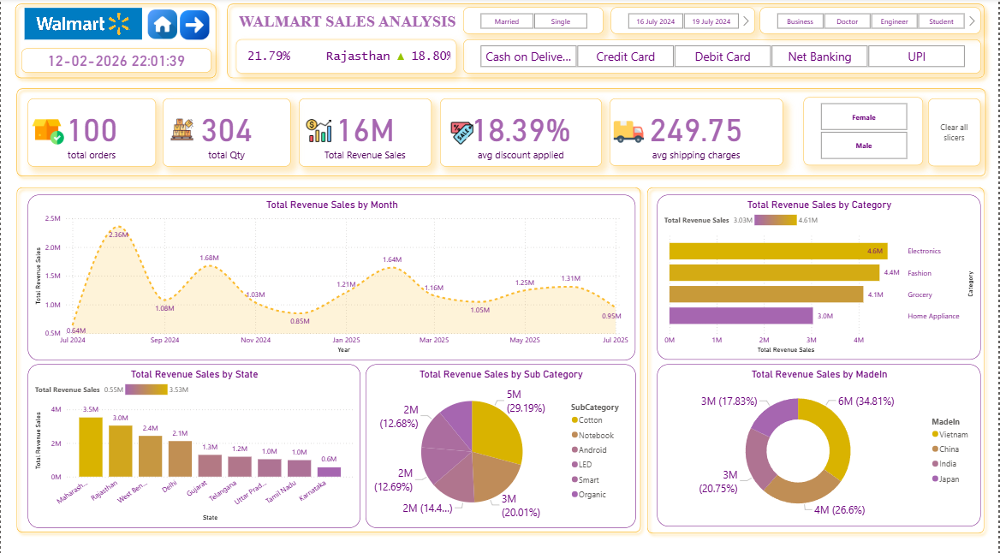 Walmart
12-02-2026 22:01:39
WALMART SALES ANALYSIS
21.79% Rajasthan ▲ 18.80%
Married Single
16 July 2024 19 July 2024
Business Doctor Engineer Student
Cash on Delive... Credit Card Debit Card Net Banking UPI
100
total orders
304
total Qty
16M
Total Revenue Sales
18.39%
avg discount applied
249.75
avg shipping charges
Female
Male
Clear all
slicers
Total Revenue Sales by Month
Total Revenue Sales
2.5M
2.0M
1.5M
1.0M
0.5M
0.64M
2.36M
1.08M
1.68M
1.03M
0.85M
1.21M
1.64M
1.16M
1.05M
1.25M
1.31M
0.95M
Jul 2024 Sep 2024 Nov 2024 Jan 2025 Mar 2025 May 2025 Jul 2025
Year
Total Revenue Sales by Category
Total Revenue Sales 3.03M 4.61M
4.6M Electronics
4.4M Fashion
4.1M Grocery
3.0M Home Appliance
Category
0M 1M 2M 3M 4M
Total Revenue Sales
Total Revenue Sales by State
Total Revenue Sales 0.55M 3.53M
Total Revenue Sales
4M
2M
0M
3.5M 3.0M 2.4M 2.1M 1.3M 1.2M 1.0M 1.0M 0.6M
Maharash... Rajasthan West Ben... Delhi Gujarat Telangana Uttar Prad... Tamil Nadu Karnataka
State
Total Revenue Sales by Sub Category
5M
(29.19%)
3M
(20.01%)
2M (14.4...)
2M
(12.69%)
2M
(12.68%)
SubCategory
Cotton
Notebook
Android
LED
Smart
Organic
Total Revenue Sales by MadeIn
3M (17.83%)
6M (34.81%)
3M
(20.75%)
4M (26.6%)
MadeIn
Vietnam
China
India
Japan